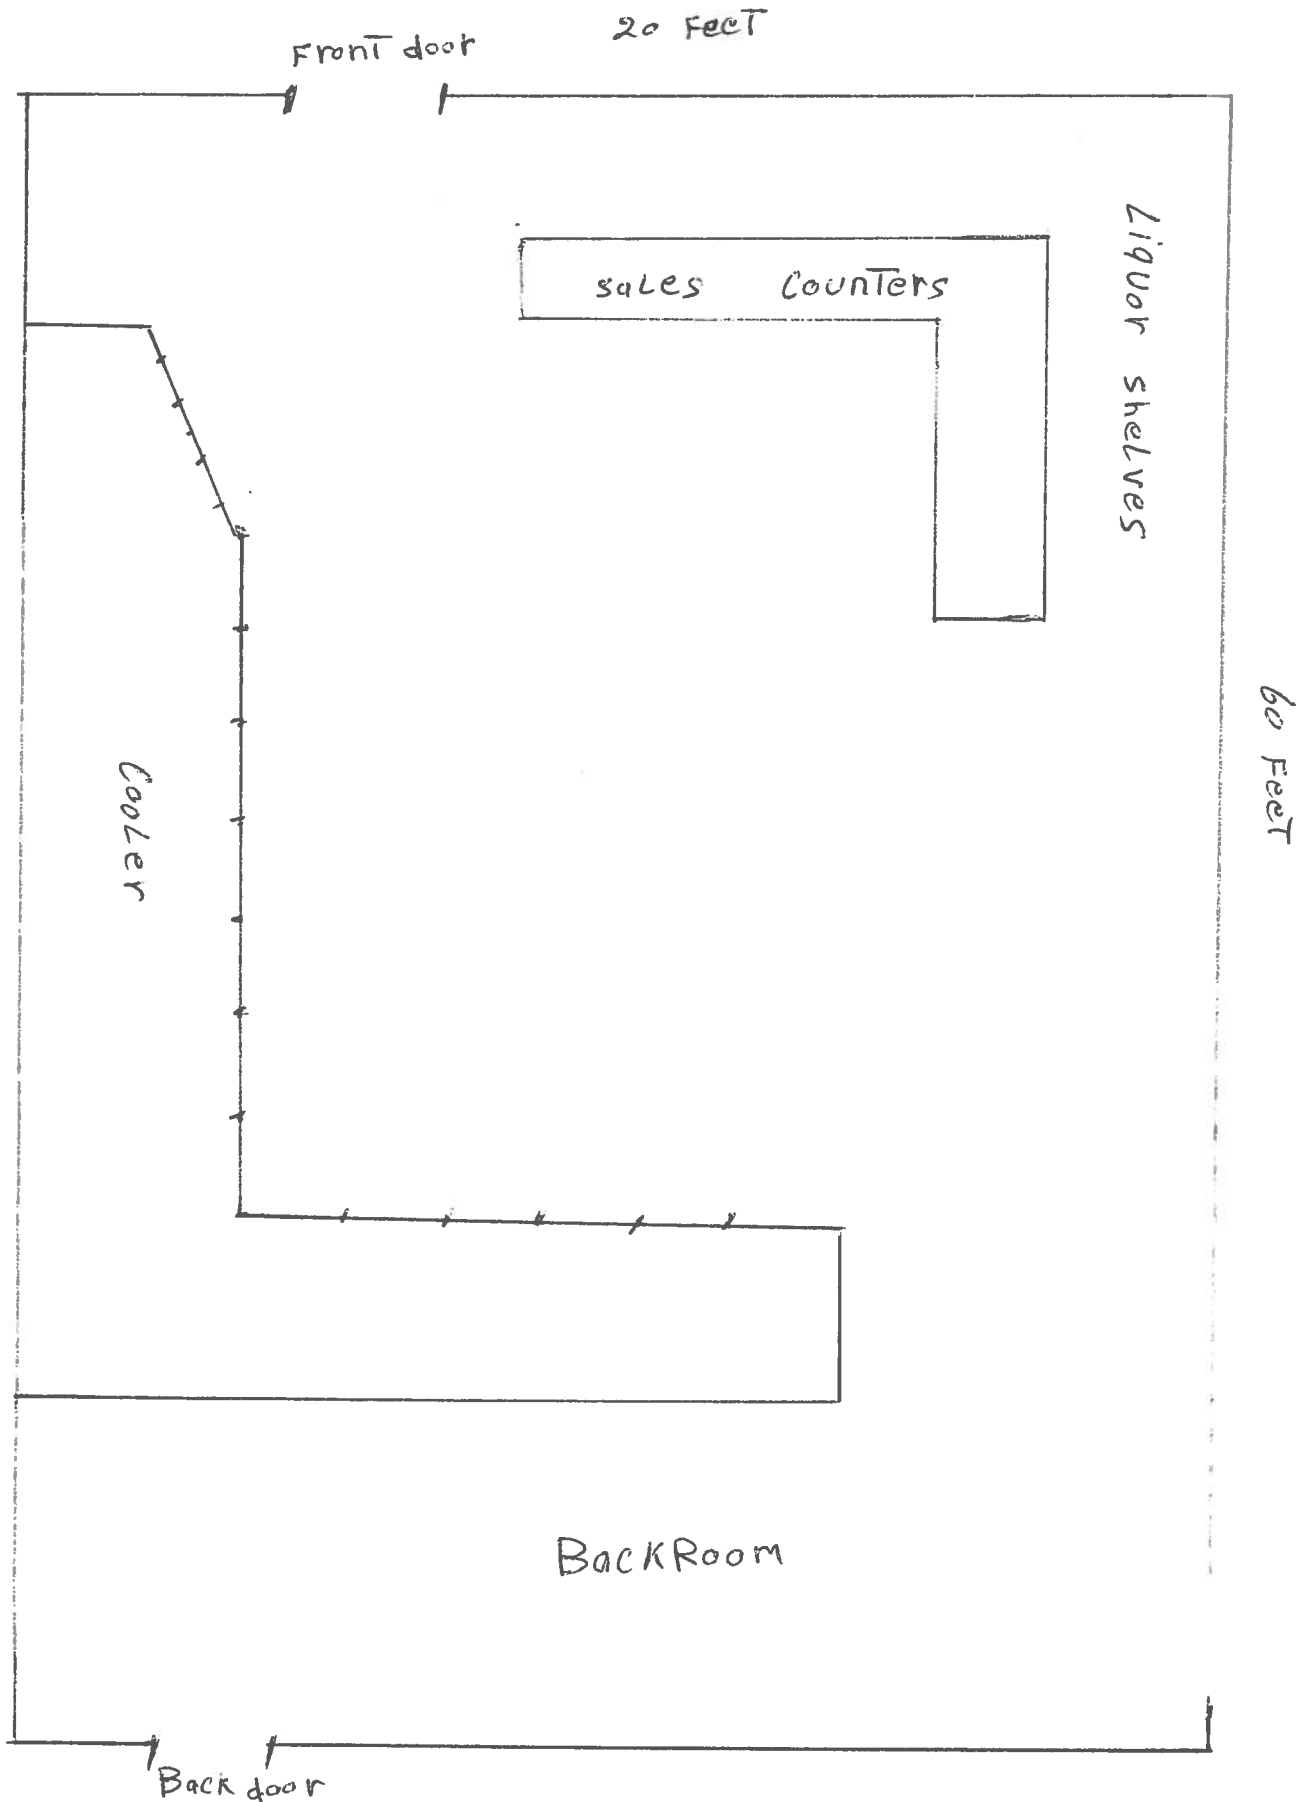 20 FeeT
FronT door
saLes CounTers
Liquor sheLves
60 FeeT
CooLer
BackRoom
Back door